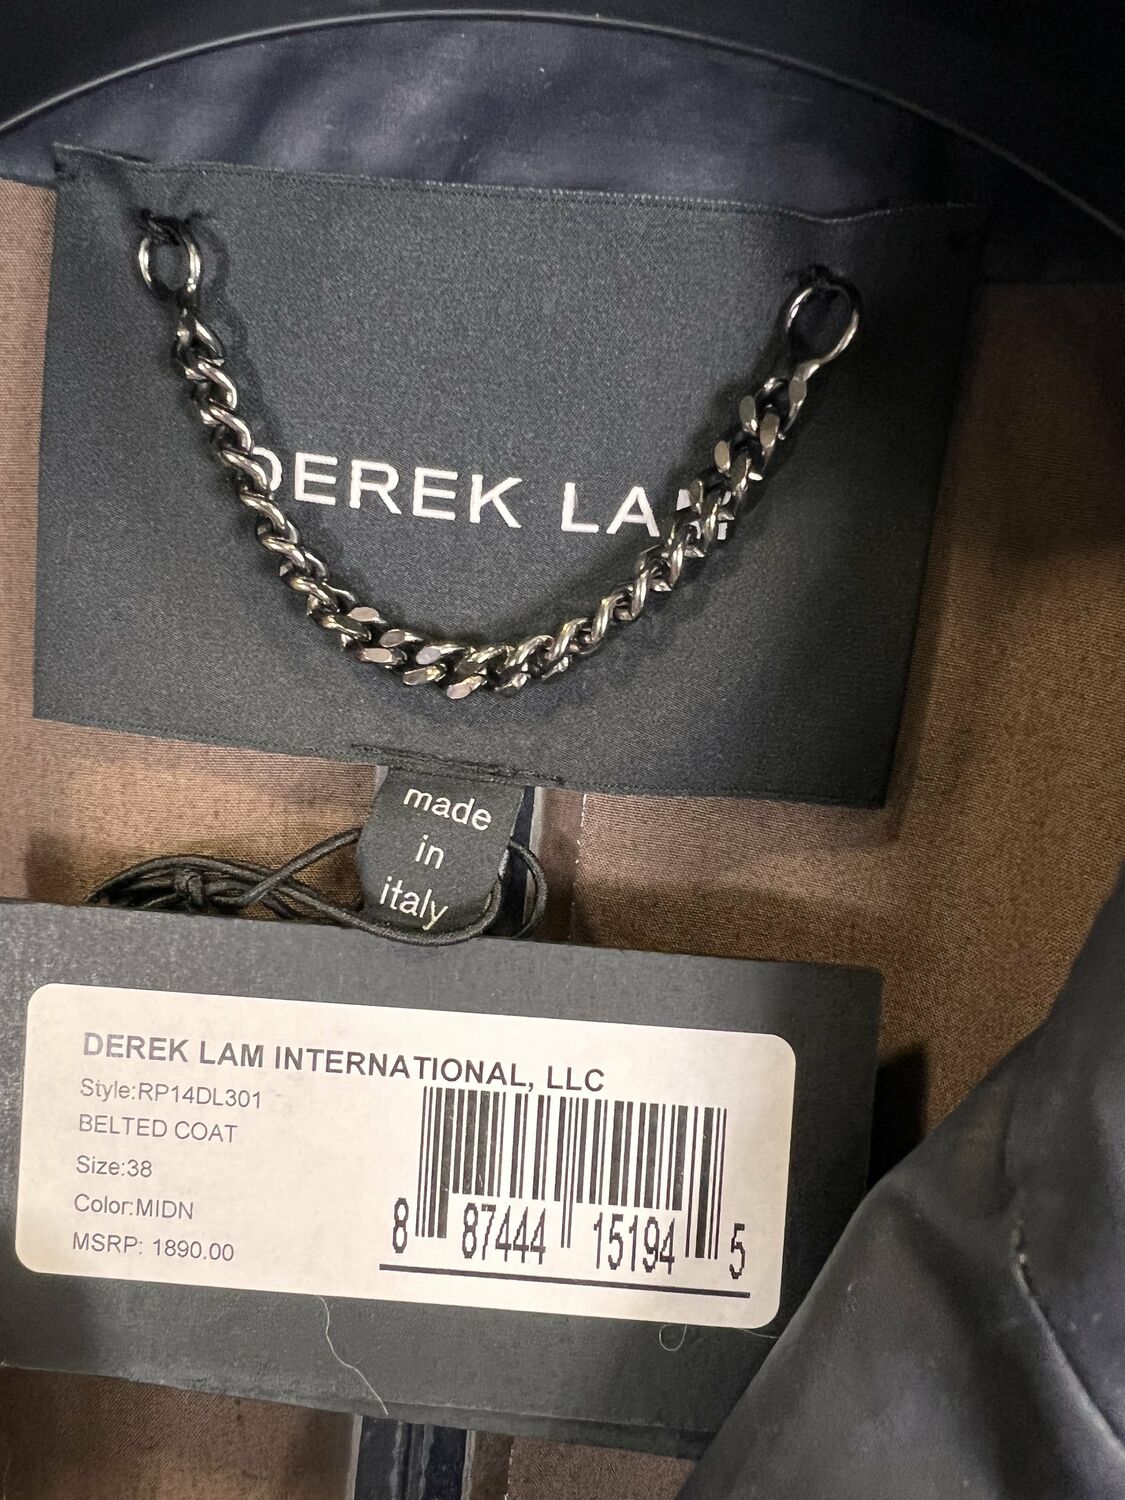 DEREK LAM
made
in
italy
DEREK LAM INTERNATIONAL, LLC
Style:RP14DL301
BELTED COAT
Size:38
Color:MIDN
MSRP: 1890.00
8 87444 15194 5